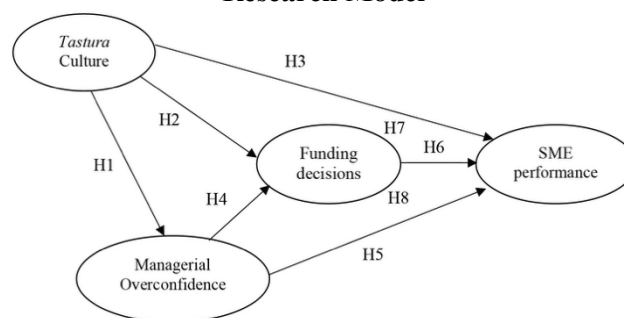 Research Model
Tastura
Culture
H3
H2
H7
H6
H1
Funding
decisions
SME
performance
H4
H8
Managerial
Overconfidence
H5